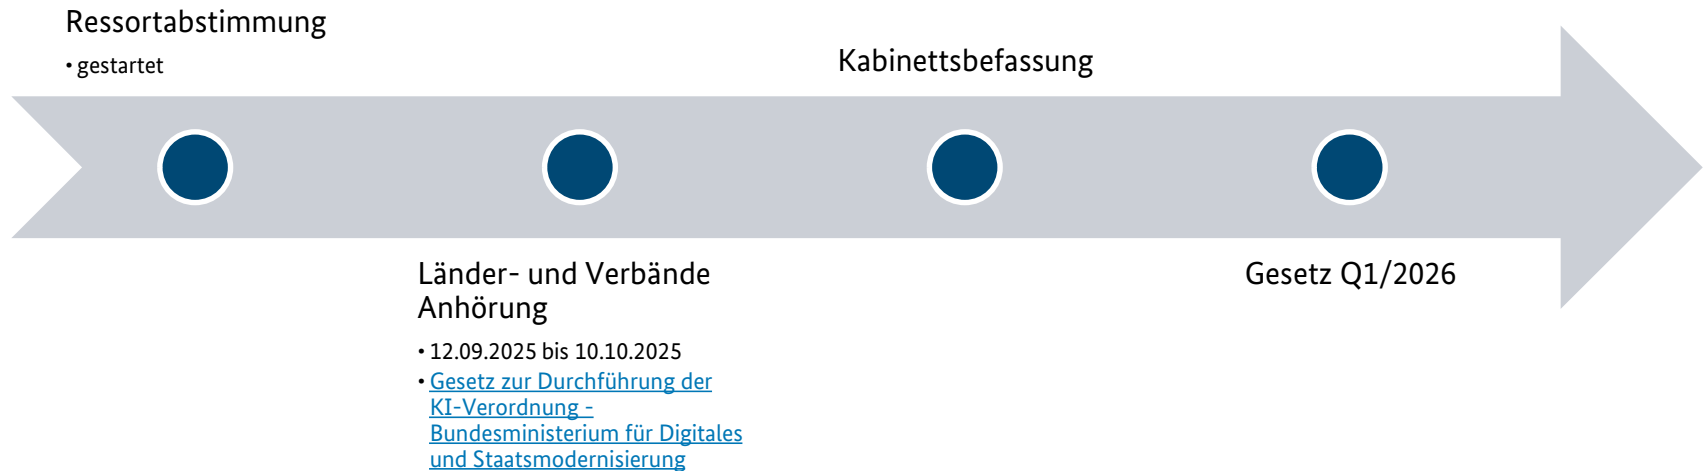 Ressortabstimmung
• gestartet
Länder- und Verbände
Anhörung
• 12.09.2025 bis 10.10.2025
• Gesetz zur Durchführung der
KI-Verordnung -
Bundesministerium für Digitales
und Staatsmodernisierung
Kabinettsbefassung
Gesetz Q1/2026